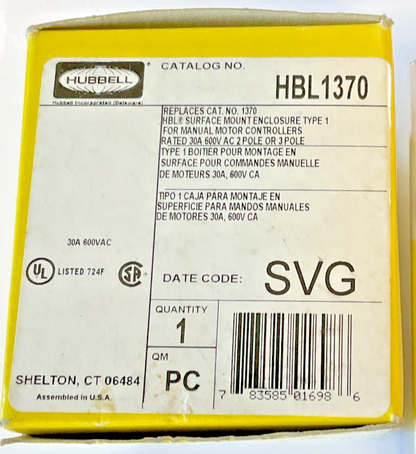 HUBBELL
Hubbell Incorporated (Delaware)
CATALOG NO.
HBL1370
REPLACES CAT. NO. 1370
HBL® SURFACE MOUNT ENCLOSURE TYPE 1
FOR MANUAL MOTOR CONTROLLERS
RATED 30A 600V AC 2 POLE OR 3 POLE
TYPE 1 BOITIER POUR MONTAGE EN
SURFACE POUR COMMANDES MANUELLE
DE MOTEURS 30A, 600V CA
TIPO 1 CAJA PARA MONTAJE EN
SUPERFICIE PARA MANDOS MANUALES
DE MOTORES 30A, 600V CA
30A 600VAC
UL LISTED 724F SA
DATE CODE: SVG
QUANTITY
1
QM
PC
SHELTON, CT 06484
Assembled in U.S.A.
7 83585 01698 6